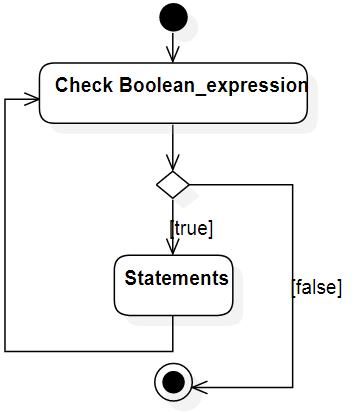 Check Boolean_expression
[true]
Statements
[false]